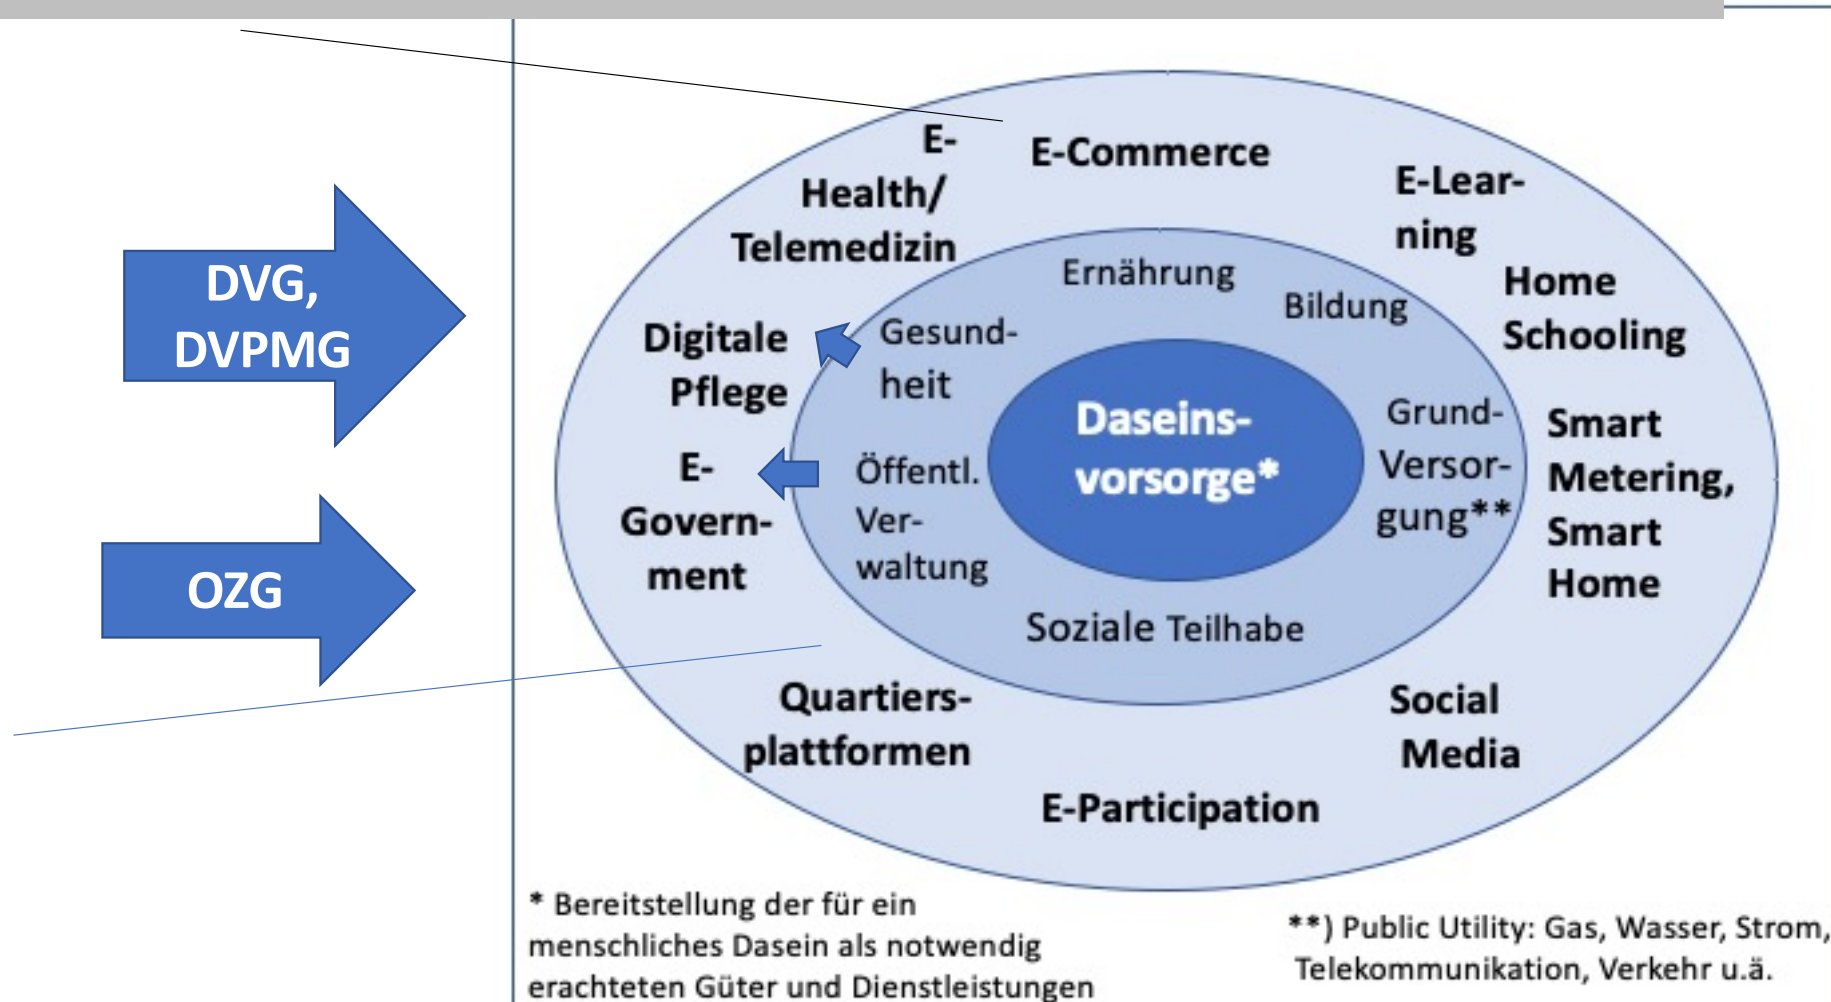 DVG,
DVPMG
OZG
E-
Health/
Telemedizin
E-Commerce
E-Lear-
ning
Home
Schooling
Digitale
Pflege
E-
Govern-
ment
Smart
Metering,
Smart
Home
Quartiers-
plattformen
E-Participation
Social
Media
Ernährung
Bildung
Gesund-
heit
Öffentl.
Ver-
waltung
Grund-
Versor-
gung**
Soziale Teilhabe
Daseins-
vorsorge*
* Bereitstellung der für ein
menschliches Dasein als notwendig
erachteten Güter und Dienstleistungen
**) Public Utility: Gas, Wasser, Strom,
Telekommunikation, Verkehr u.ä.